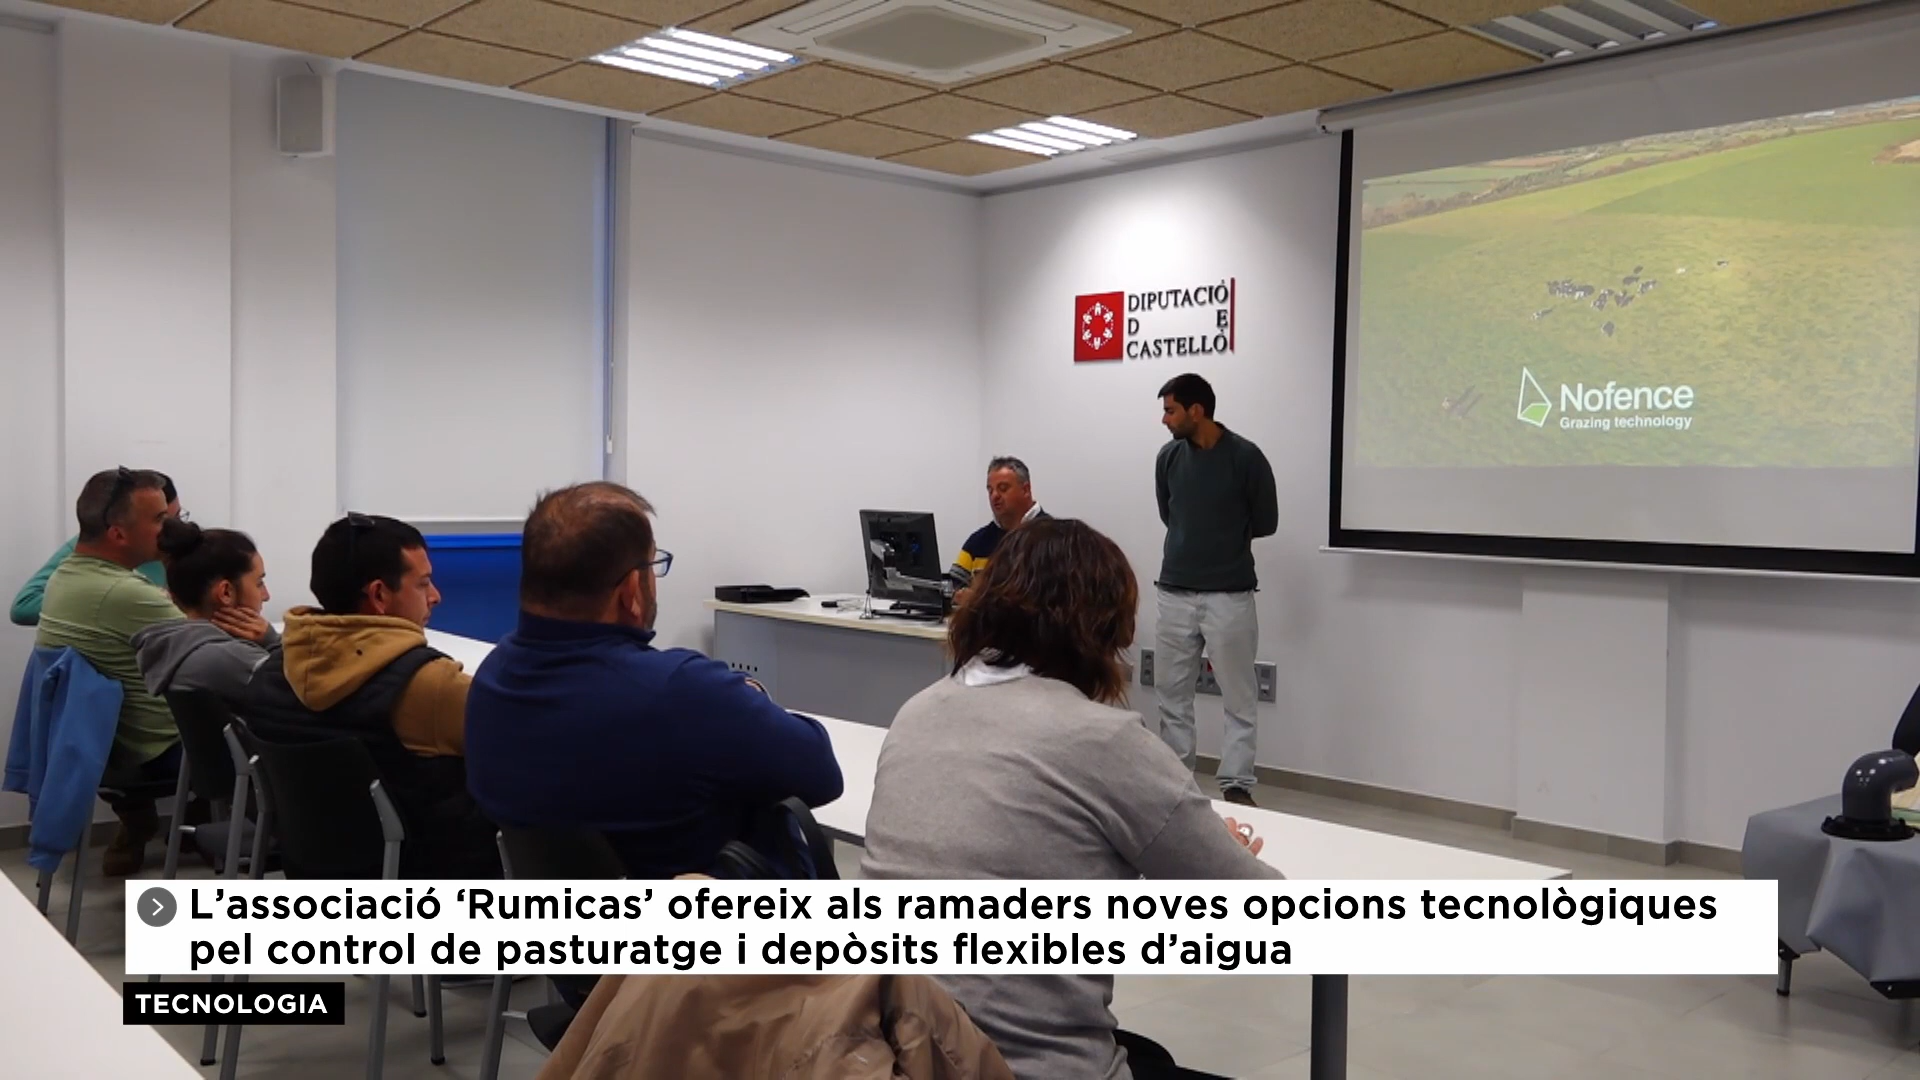 DIPUTACIÓ
D E
CASTELLÓ
Nofence
Grazing technology
L’associació ‘Rumicas’ ofereix als ramaders noves opcions tecnològiques
pel control de pasturatge i depòsits flexibles d’aigua
TECNOLOGIA